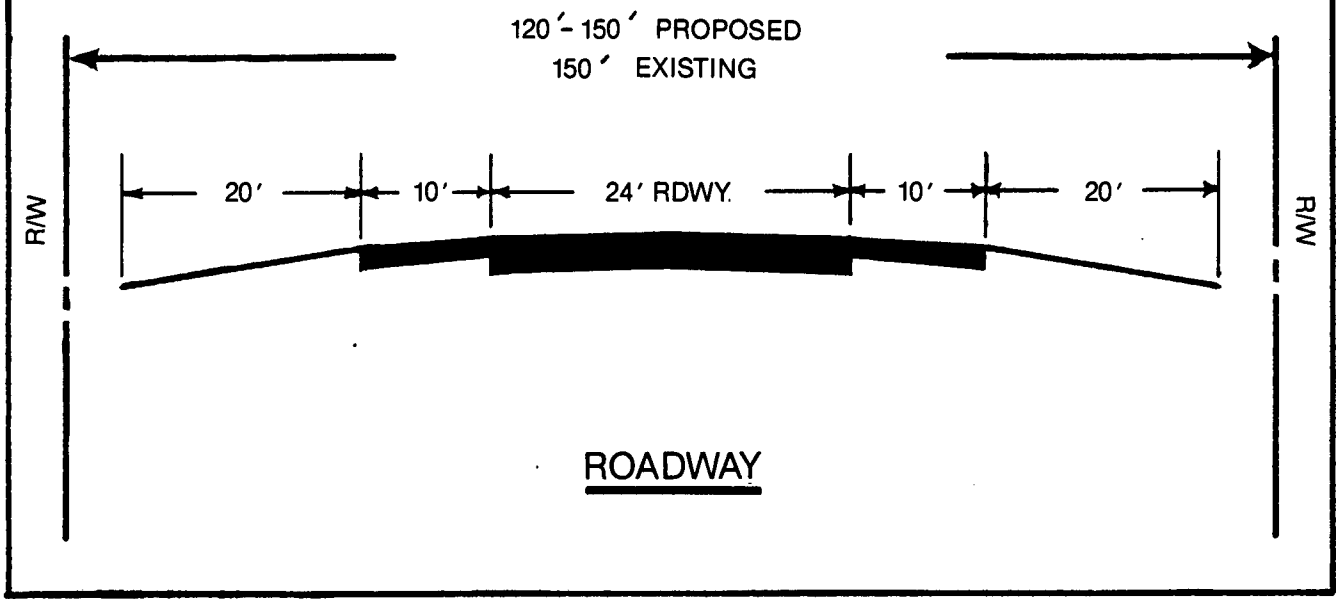 120′-150′ PROPOSED
150′ EXISTING
R/W
20′
10′
24′ RDWY.
10′
20′
R/W
ROADWAY